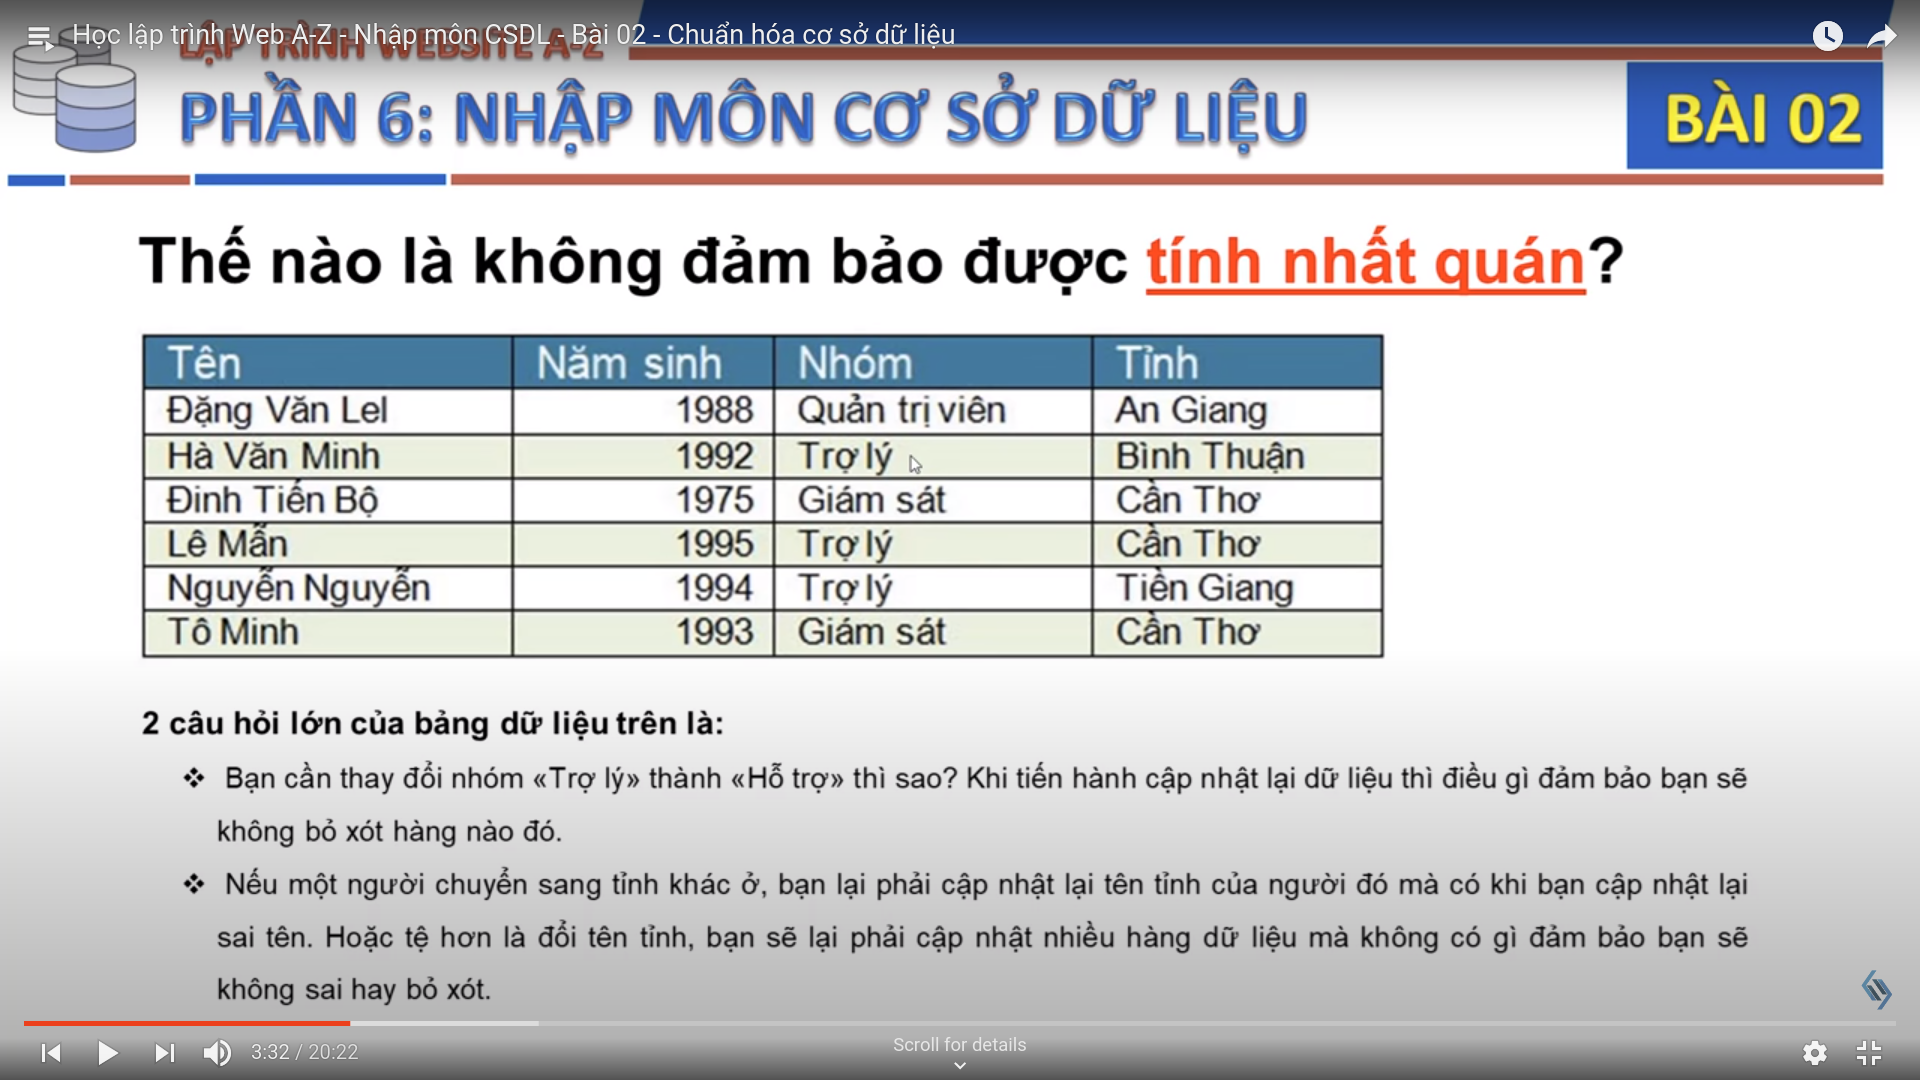 Học lập trình Web A-Z - Nhập môn CSDL - Bài 02 - Chuẩn hóa cơ sở dữ liệu
LẬP TRÌNH WEBSITE A-Z
PHẦN 6: NHẬP MÔN CƠ SỞ DỮ LIỆU
BÀI 02
Thế nào là không đảm bảo được tính nhất quán?
Tên Năm sinh Nhóm Tỉnh
Đặng Văn Lel 1988 Quản trị viên An Giang
Hà Văn Minh 1992 Trợ lý Bình Thuận
Đinh Tiến Bộ 1975 Giám sát Cần Thơ
Lê Mẫn 1995 Trợ lý Cần Thơ
Nguyễn Nguyễn 1994 Trợ lý Tiền Giang
Tô Minh 1993 Giám sát Cần Thơ
2 câu hỏi lớn của bảng dữ liệu trên là:
❖ Bạn cần thay đổi nhóm «Trợ lý» thành «Hỗ trợ» thì sao? Khi tiến hành cập nhật lại dữ liệu thì điều gì đảm bảo bạn sẽ
không bỏ xót hàng nào đó.
❖ Nếu một người chuyển sang tỉnh khác ở, bạn lại phải cập nhật lại tên tỉnh của người đó mà có khi bạn cập nhật lại
sai tên. Hoặc tệ hơn là đổi tên tỉnh, bạn sẽ lại phải cập nhật nhiều hàng dữ liệu mà không có gì đảm bảo bạn sẽ
không sai hay bỏ xót.
3:32 / 20:22
Scroll for details